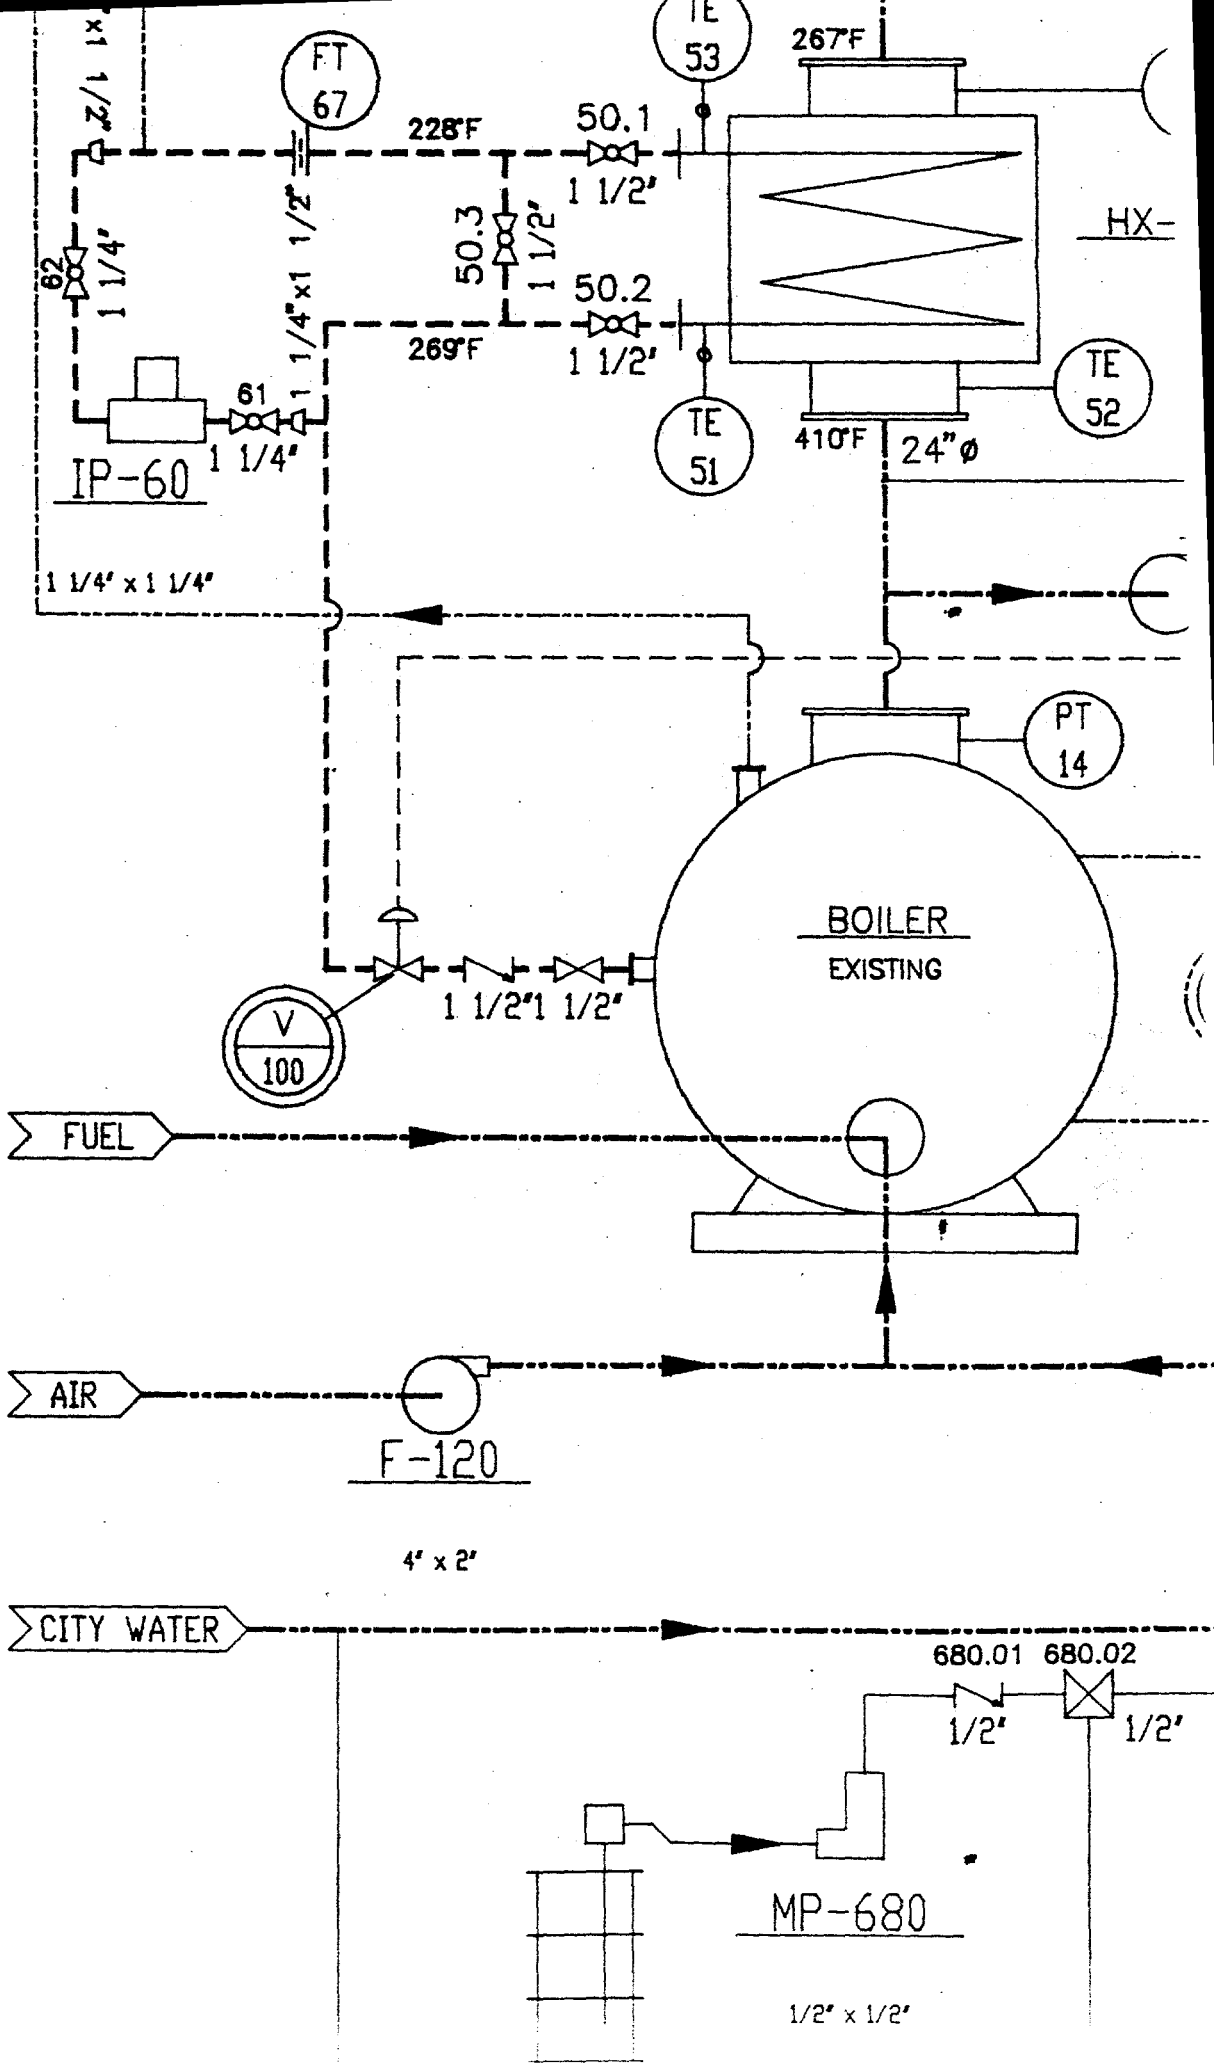 TE
53
267°F
FT
67
"x1 1/2"
228°F
50.1
1 1/2"
HX-
62
1 1/4"
1 1/4"x1 1/2"
50.3
1 1/2"
50.2
269°F
1 1/2"
TE
52
61
1 1/4"
IP-60
TE
51
410°F
24"ø
1 1/4" x 1 1/4"
PT
14
BOILER
EXISTING
1 1/2"
1 1/2"
V
100
FUEL
AIR
F-120
4" x 2"
CITY WATER
680.01
680.02
1/2"
1/2"
MP-680
1/2" x 1/2"